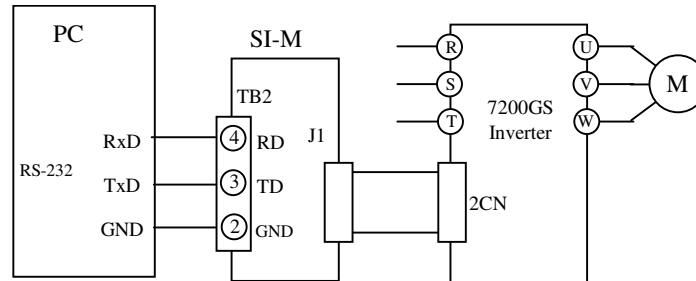 PC
SI-M
R
U
S
V
M
T
W
7200GS
Inverter
TB2
RxD
4
RD
J1
RS-232
TxD
3
TD
2CN
GND
2
GND